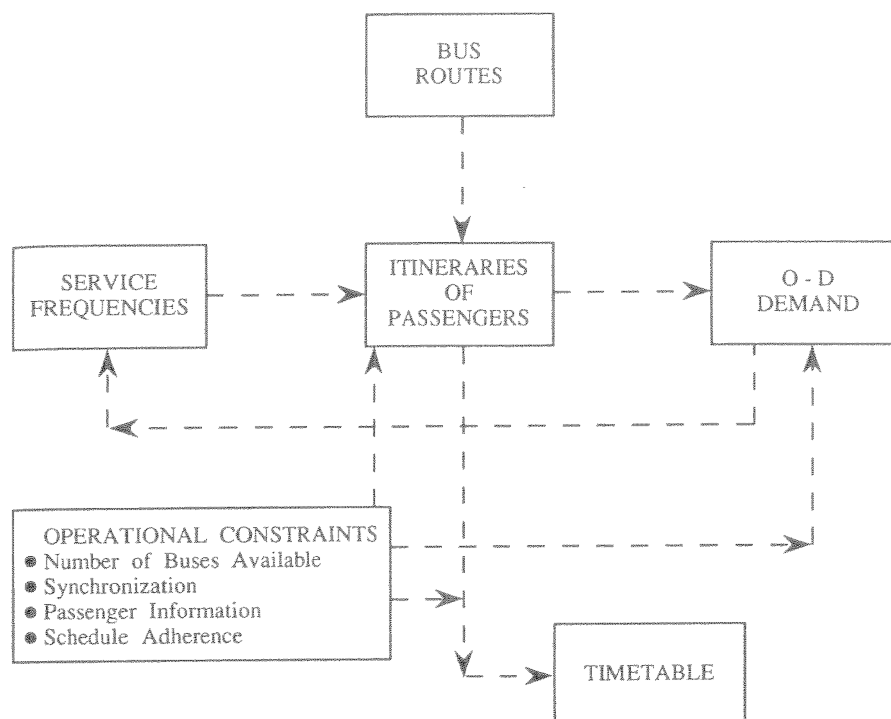 BUS
ROUTES
SERVICE
FREQUENCIES
ITINERARIES
OF
PASSENGERS
O - D
DEMAND
OPERATIONAL CONSTRAINTS
● Number of Buses Available
● Synchronization
● Passenger Information
● Schedule Adherence
TIMETABLE